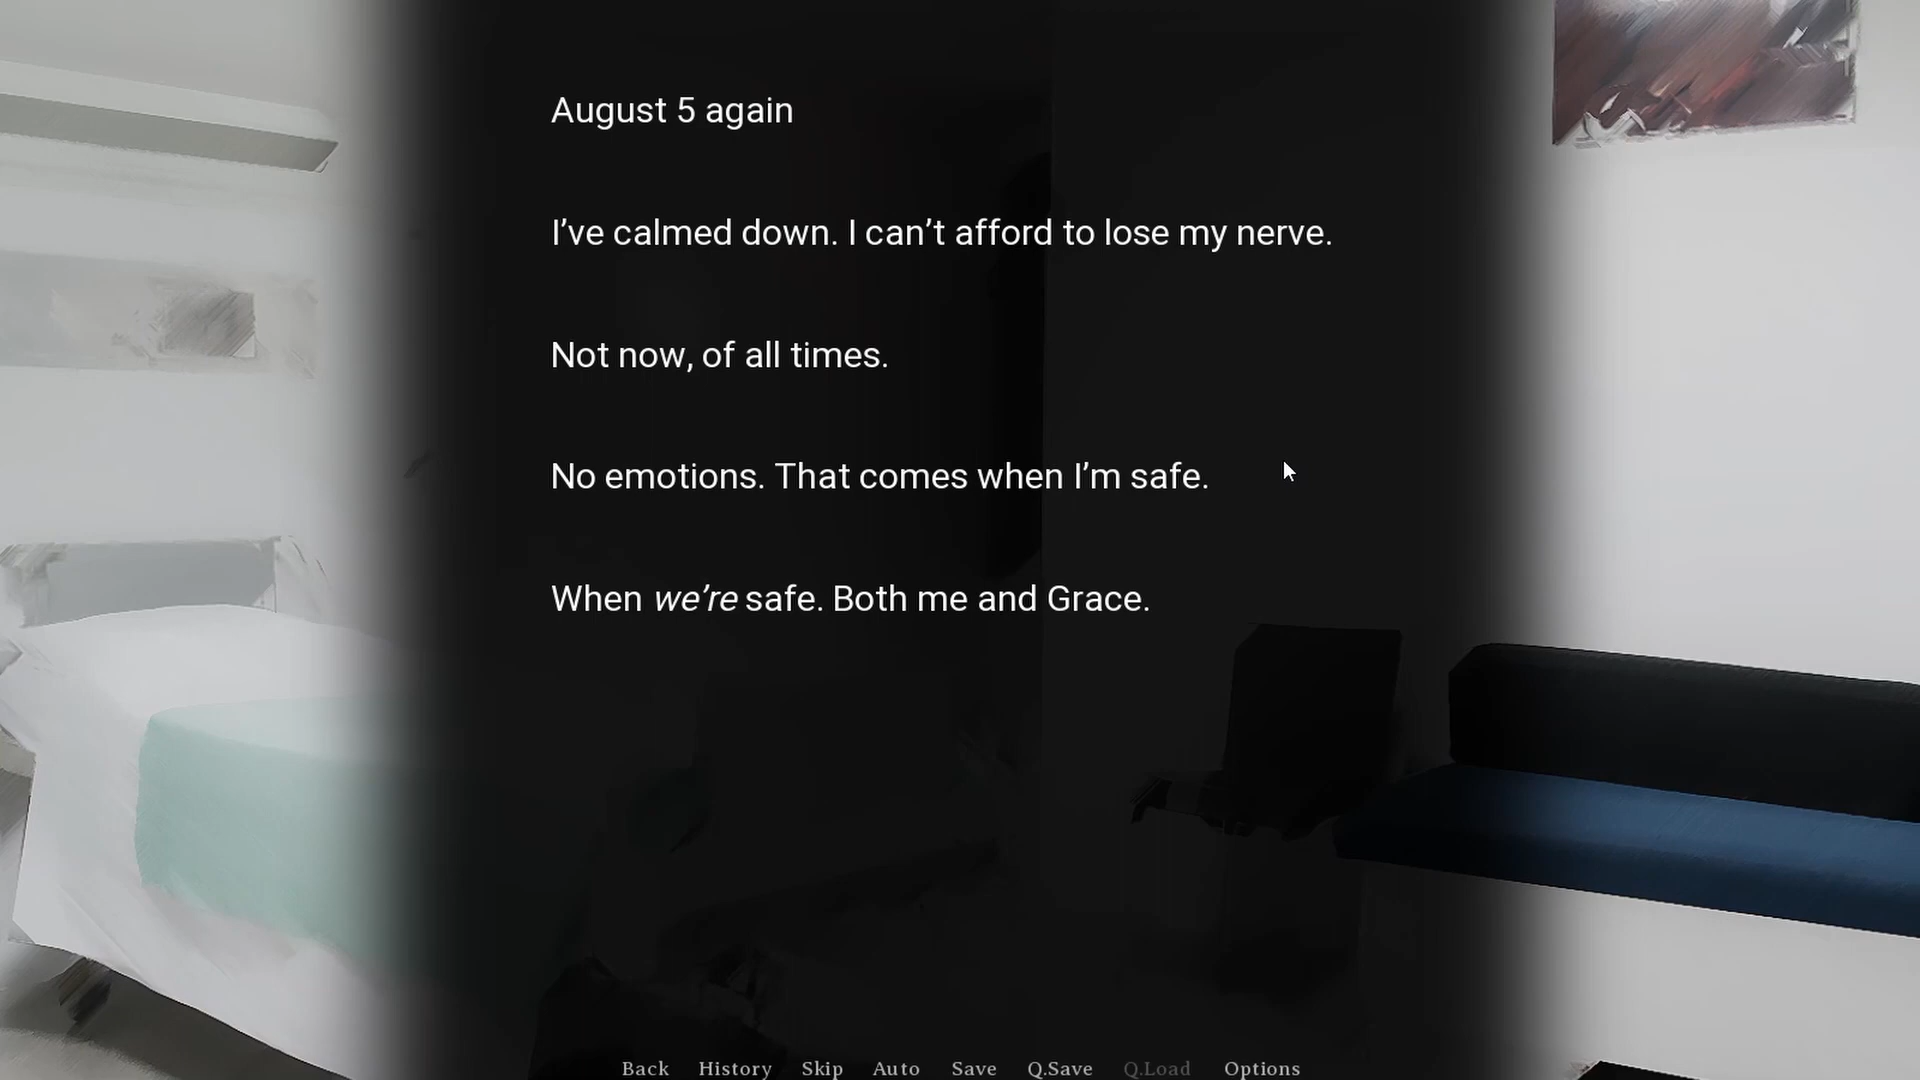 August 5 again
I’ve calmed down. I can’t afford to lose my nerve.
Not now, of all times.
No emotions. That comes when I’m safe.
When we’re safe. Both me and Grace.
Back History Skip Auto Save Q.Save Q.Load Options